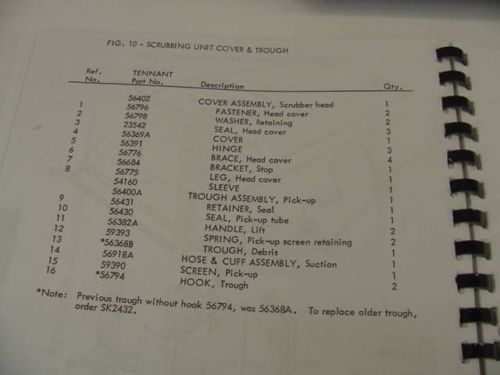 FIG. 10 - SCRUBBING UNIT COVER & TROUGH
Ref. No. TENNANT Part No. Description Qty.
56402 COVER ASSEMBLY, Scrubber head 1
1 56796 FASTENER, Head cover 2
2 56798 WASHER, Retaining 2
3 23542 SEAL, Head cover 3
4 56369A COVER 1
5 56391 HINGE 3
6 56776 BRACE, Head cover 4
7 56684 BRACKET, Stop 2
8 56775 LEG, Head cover 1
54160 SLEEVE 1
56400A TROUGH ASSEMBLY, Pick-up 1
9 56431 RETAINER, Seal 1
10 56430 SEAL, Pick-up tube 1
11 56382A HANDLE, Lift 1
12 59393 SPRING, Pick-up screen retaining 2
13 *56368B TROUGH, Debris 1
14 56918A HOSE & CUFF ASSEMBLY, Suction 1
15 59390 SCREEN, Pick-up 1
16 *56794 HOOK, Trough 2
*Note: Previous trough without hook 56794, was 56368A. To replace older trough,
order SK2432.